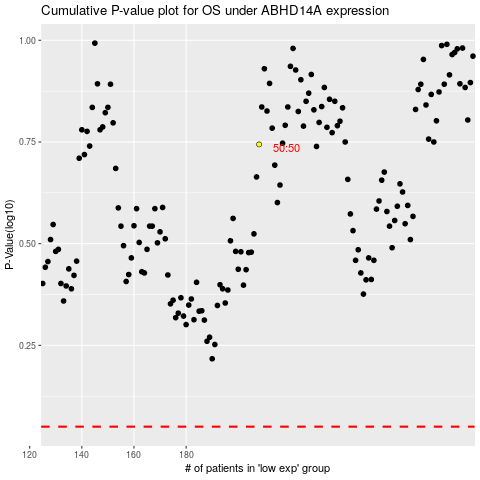 Cumulative P-value plot for OS under ABHD14A expression
P-Value(log10)
1.00
0.75
0.50
0.25
50:50
120 140 160 180
# of patients in 'low exp' group